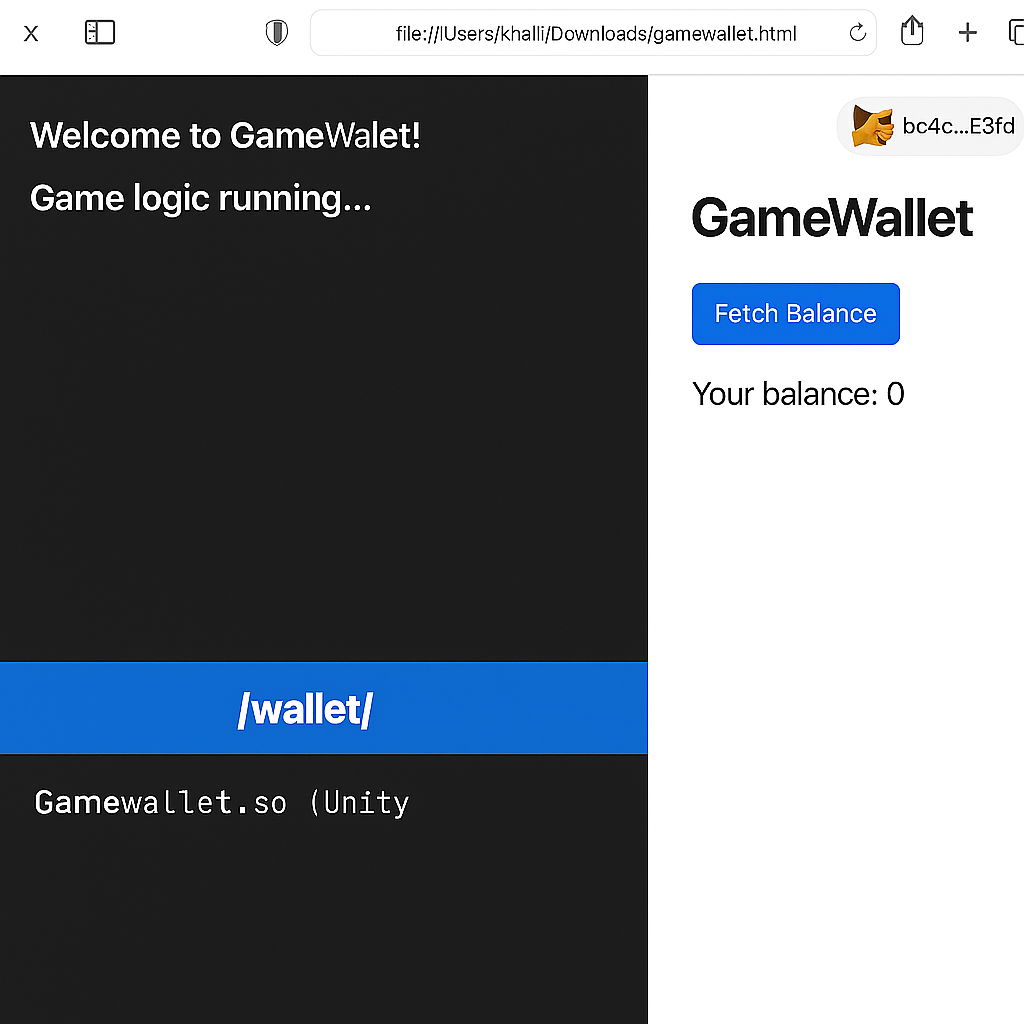 X
file://lUsers/khalli/Downloads/gamewallet.html
Welcome to GameWalet!
Game logic running...
/wallet/
Gamewallet.so (Unity
bc4c...E3fd
GameWallet
Fetch Balance
Your balance: 0